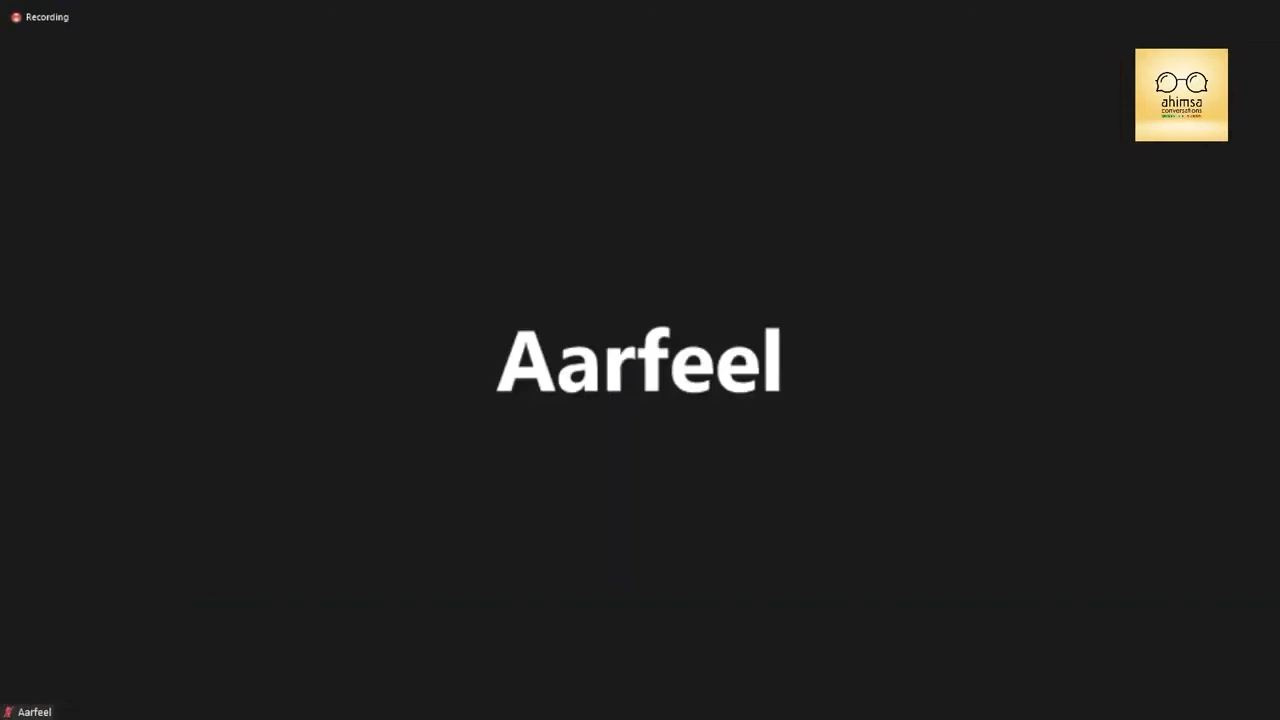 Recording
ahimsa
conversations
Aarfeel
Aarfeel